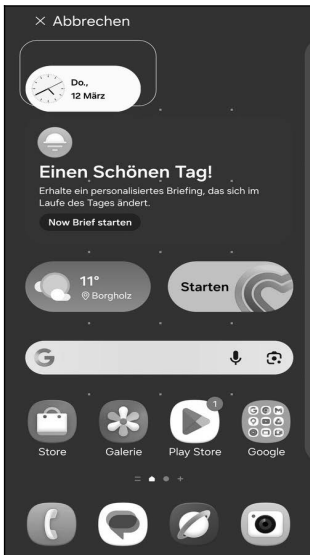 × Abbrechen
Do.,
12 März
Einen Schönen Tag!
Erhalte ein personalisiertes Briefing, das sich im
Laufe des Tages ändert.
Now Brief starten
11°
Borgholz
Starten
G
1
Store
Galerie
Play Store
Google